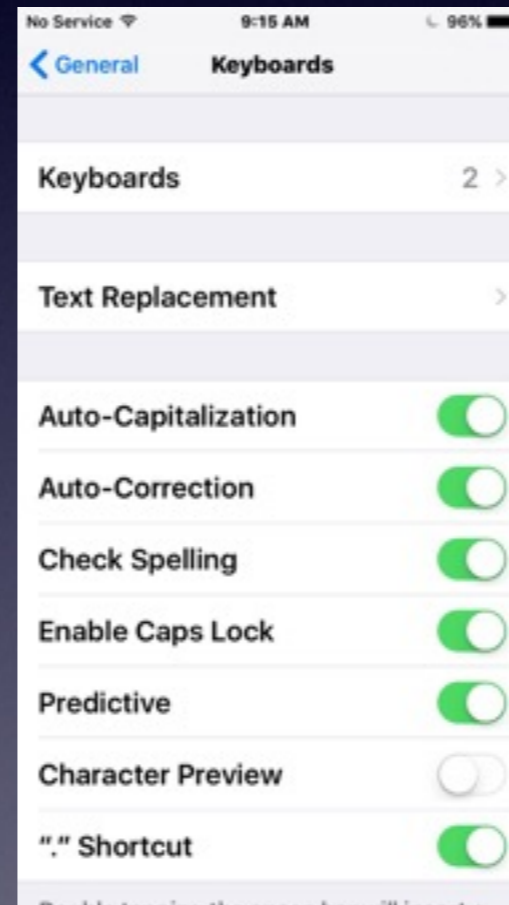 No Service 9:15 AM 96%
General Keyboards
Keyboards 2
Text Replacement
Auto-Capitalization
Auto-Correction
Check Spelling
Enable Caps Lock
Predictive
Character Preview
"." Shortcut